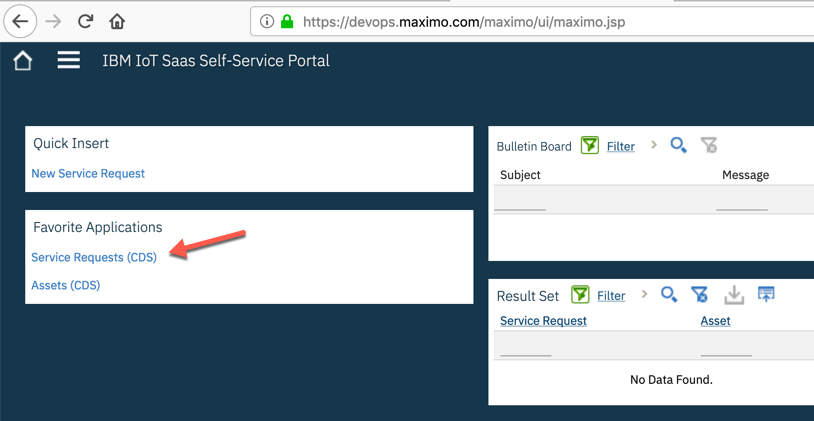 https://devops.maximo.com/maximo/ui/maximo.jsp
IBM IoT Saas Self-Service Portal
Quick Insert
New Service Request
Favorite Applications
Service Requests (CDS)
Assets (CDS)
Bulletin Board Filter
Subject Message
Result Set Filter
Service Request Asset
No Data Found.